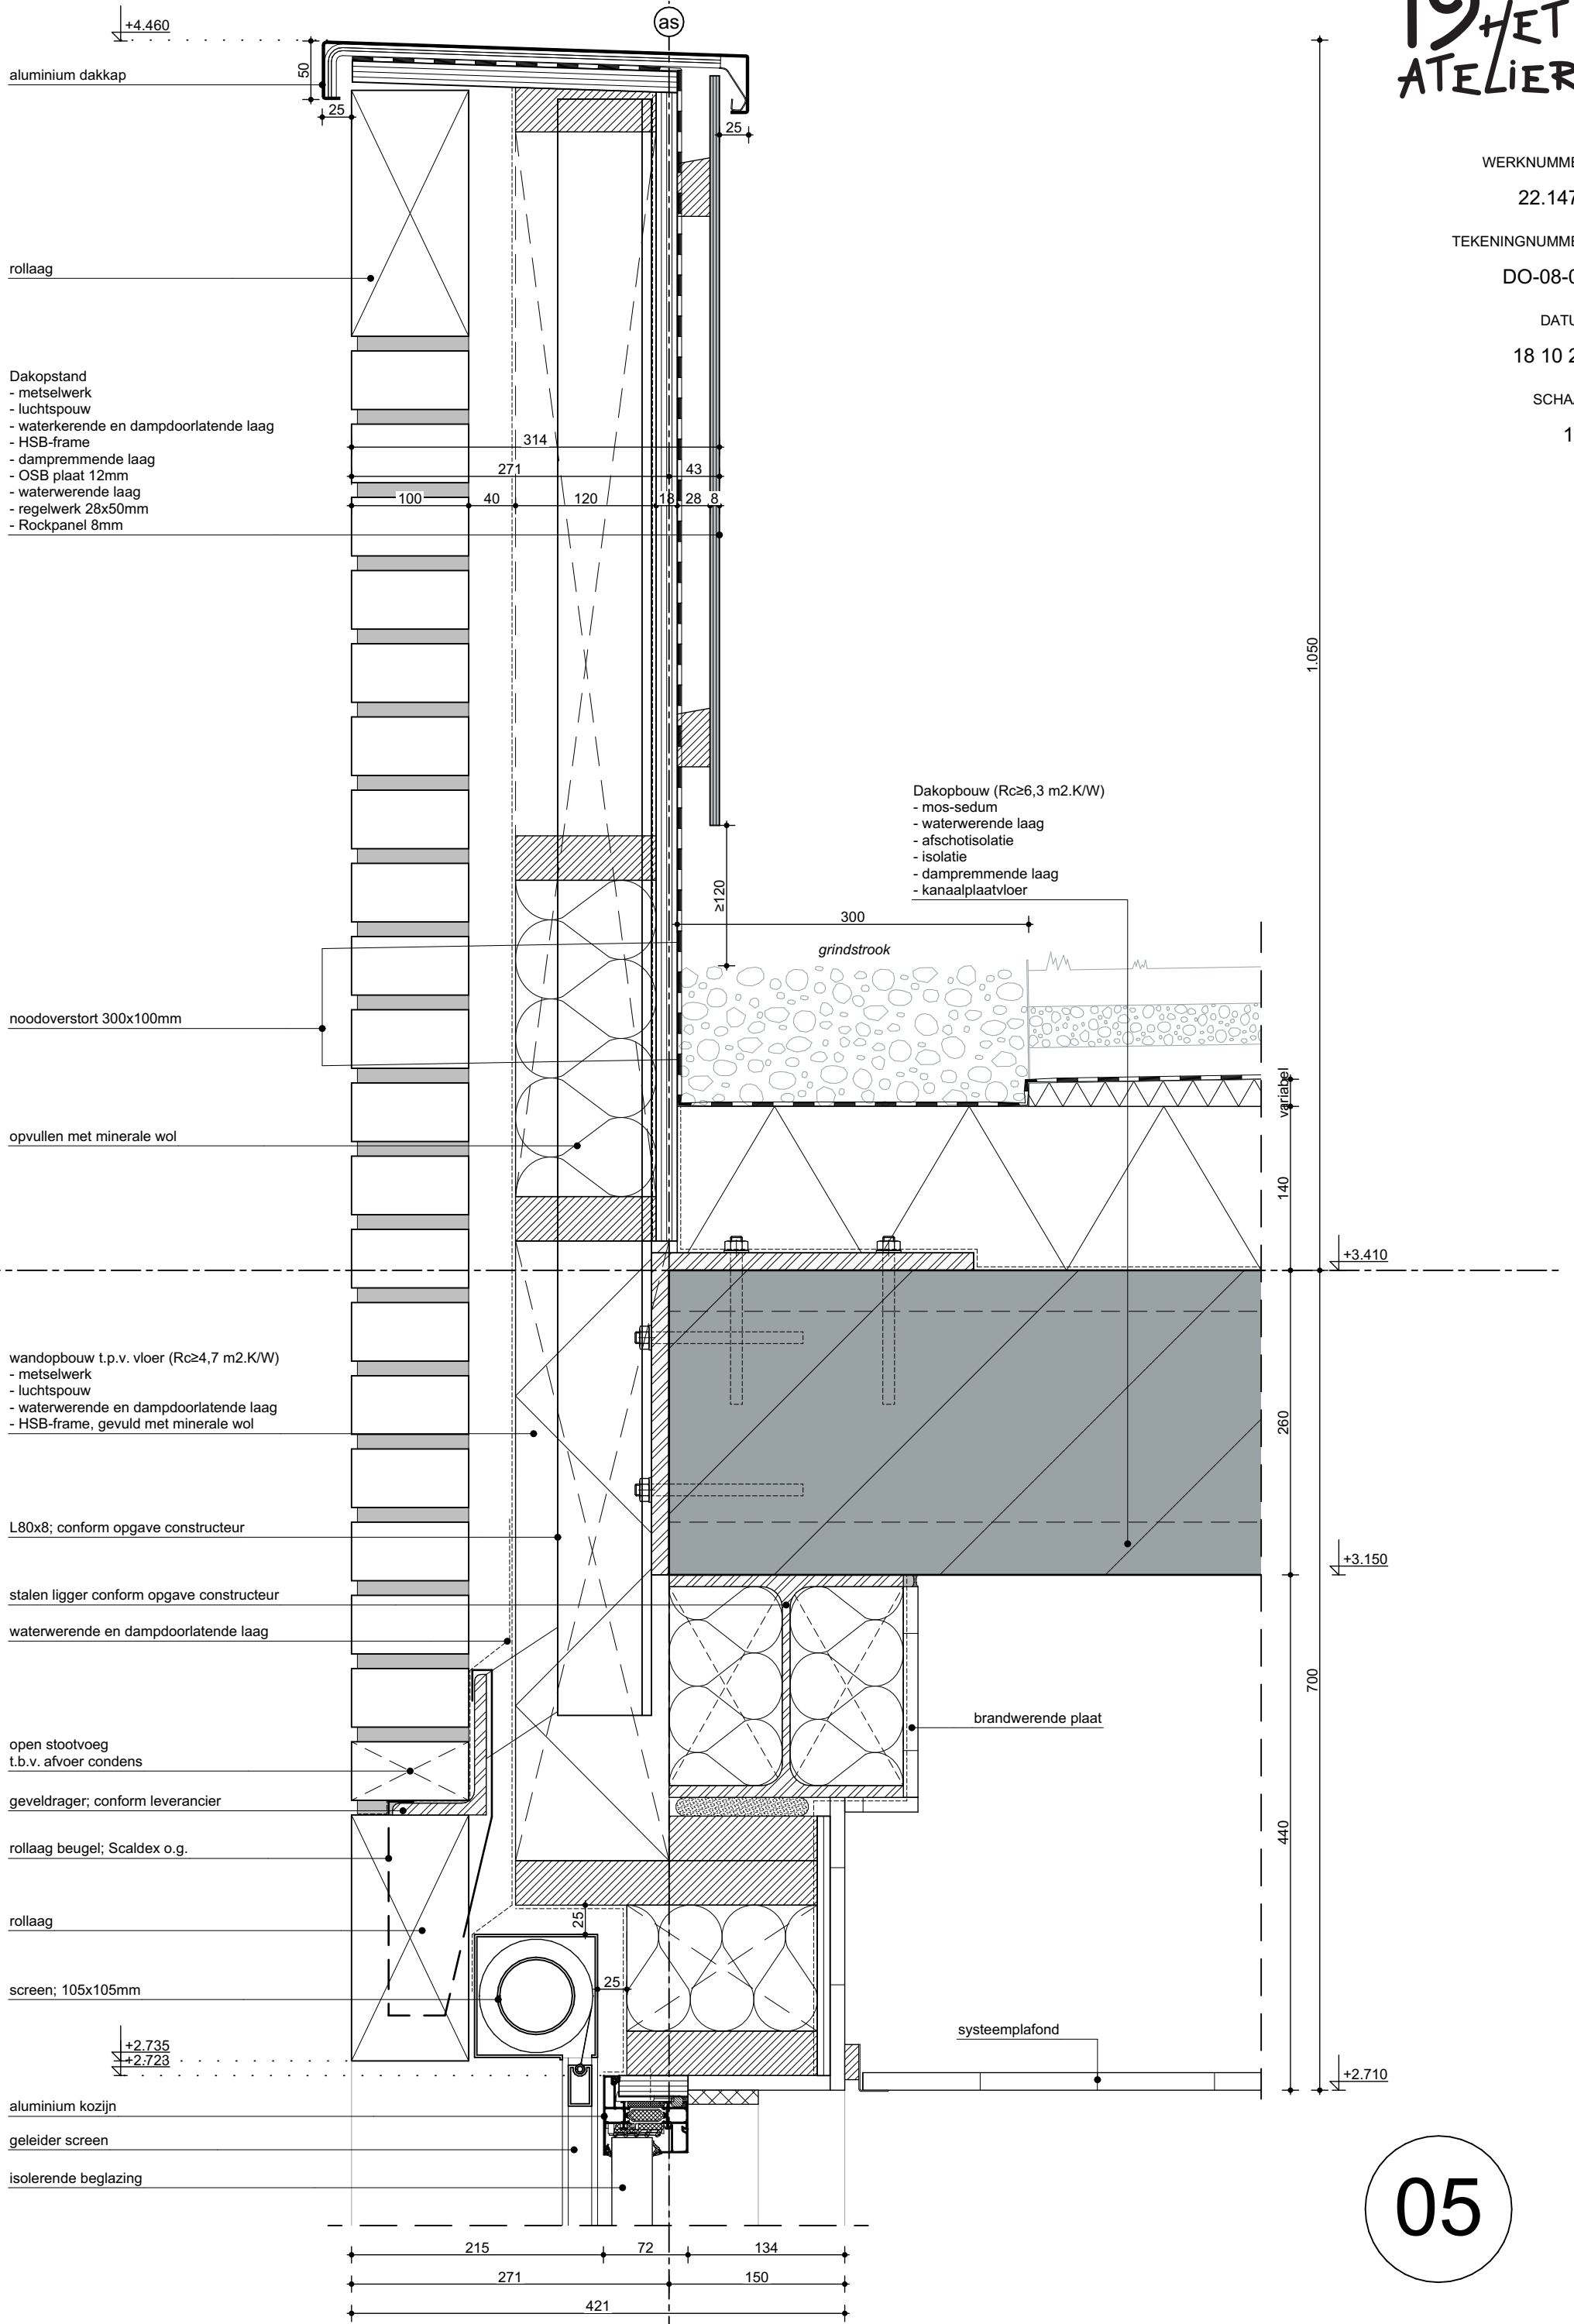 +4.460
as
19 HET
ATELIER
aluminium dakkap
50
25
25
WERKNUMME
22.147
TEKENINGNUMME
DO-08-0
DATU
18 10 2
SCHA
1
rollaag
Dakopstand
- metselwerk
- luchtspouw
- waterkerende en dampdoorlatende laag
- HSB-frame
- dampremmende laag
- OSB plaat 12mm
- waterwerende laag
- regelwerk 28x50mm
- Rockpanel 8mm
314
271 43
100 40 120 18 28 8
1.050
Dakopbouw (Rc≥6,3 m2.K/W)
- mos-sedum
- waterwerende laag
- afschotisolatie
- isolatie
- dampremmende laag
- kanaalplaatvloer
≥120
300
grindstrook
noodoverstort 300x100mm
variabel
opvullen met minerale wol
140
+3.410
wandopbouw t.p.v. vloer (Rc≥4,7 m2.K/W)
- metselwerk
- luchtspouw
- waterwerende en dampdoorlatende laag
- HSB-frame, gevuld met minerale wol
260
L80x8; conform opgave constructeur
+3.150
stalen ligger conform opgave constructeur
waterwerende en dampdoorlatende laag
700
brandwerende plaat
open stootvoeg
t.b.v. afvoer condens
geveldrager; conform leverancier
440
rollaag beugel; Scaldex o.g.
rollaag
25
screen; 105x105mm
25
systeemplafond
+2.735
+2.723
+2.710
aluminium kozijn
geleider screen
isolerende beglazing
05
215 72 134
271 150
421